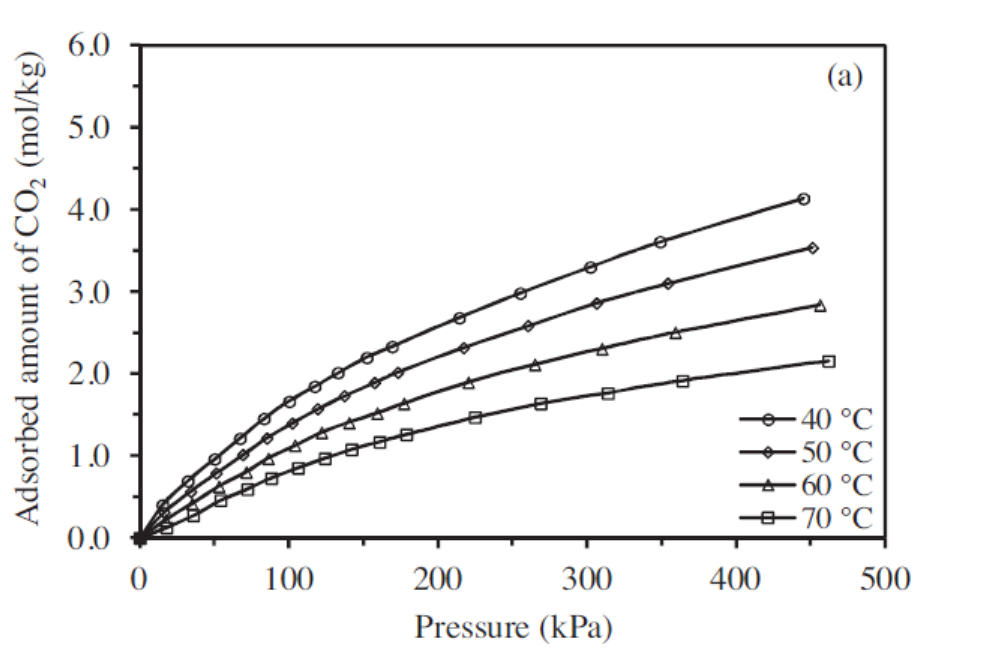 (a)
Adsorbed amount of CO₂ (mol/kg)
6.0
5.0
4.0
3.0
2.0
1.0
0.0
40 °C
50 °C
60 °C
70 °C
0 100 200 300 400 500
Pressure (kPa)